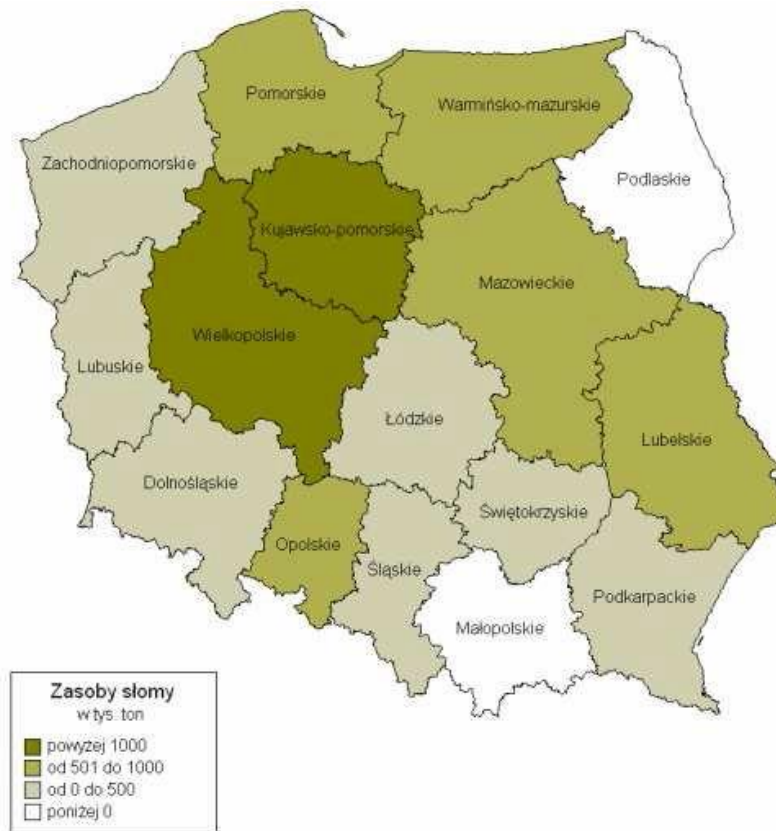 Pomorskie
Warmińsko-mazurskie
Zachodniopomorskie
Podlaskie
Kujawsko-pomorskie
Mazowieckie
Wielkopolskie
Lubuskie
Łódzkie
Lubelskie
Dolnośląskie
Świętokrzyskie
Opolskie
Śląskie
Podkarpackie
Małopolskie
Zasoby słomy
w tys. ton
powyżej 1000
od 501 do 1000
od 0 do 500
poniżej 0